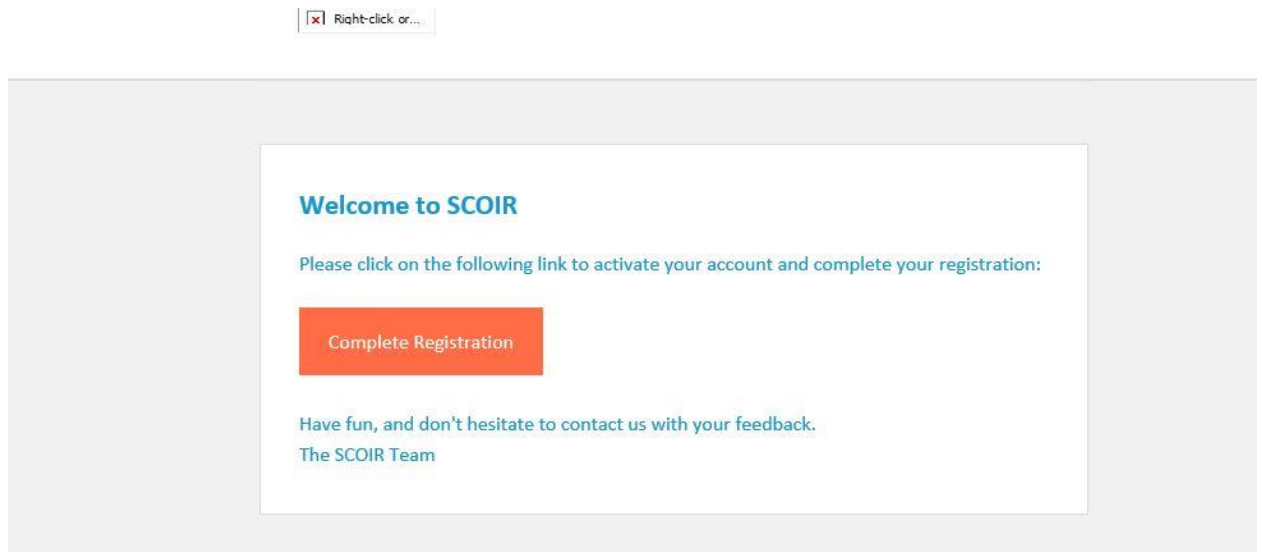 Right-click or...
Welcome to SCOIR
Please click on the following link to activate your account and complete your registration:
Complete Registration
Have fun, and don't hesitate to contact us with your feedback.
The SCOIR Team